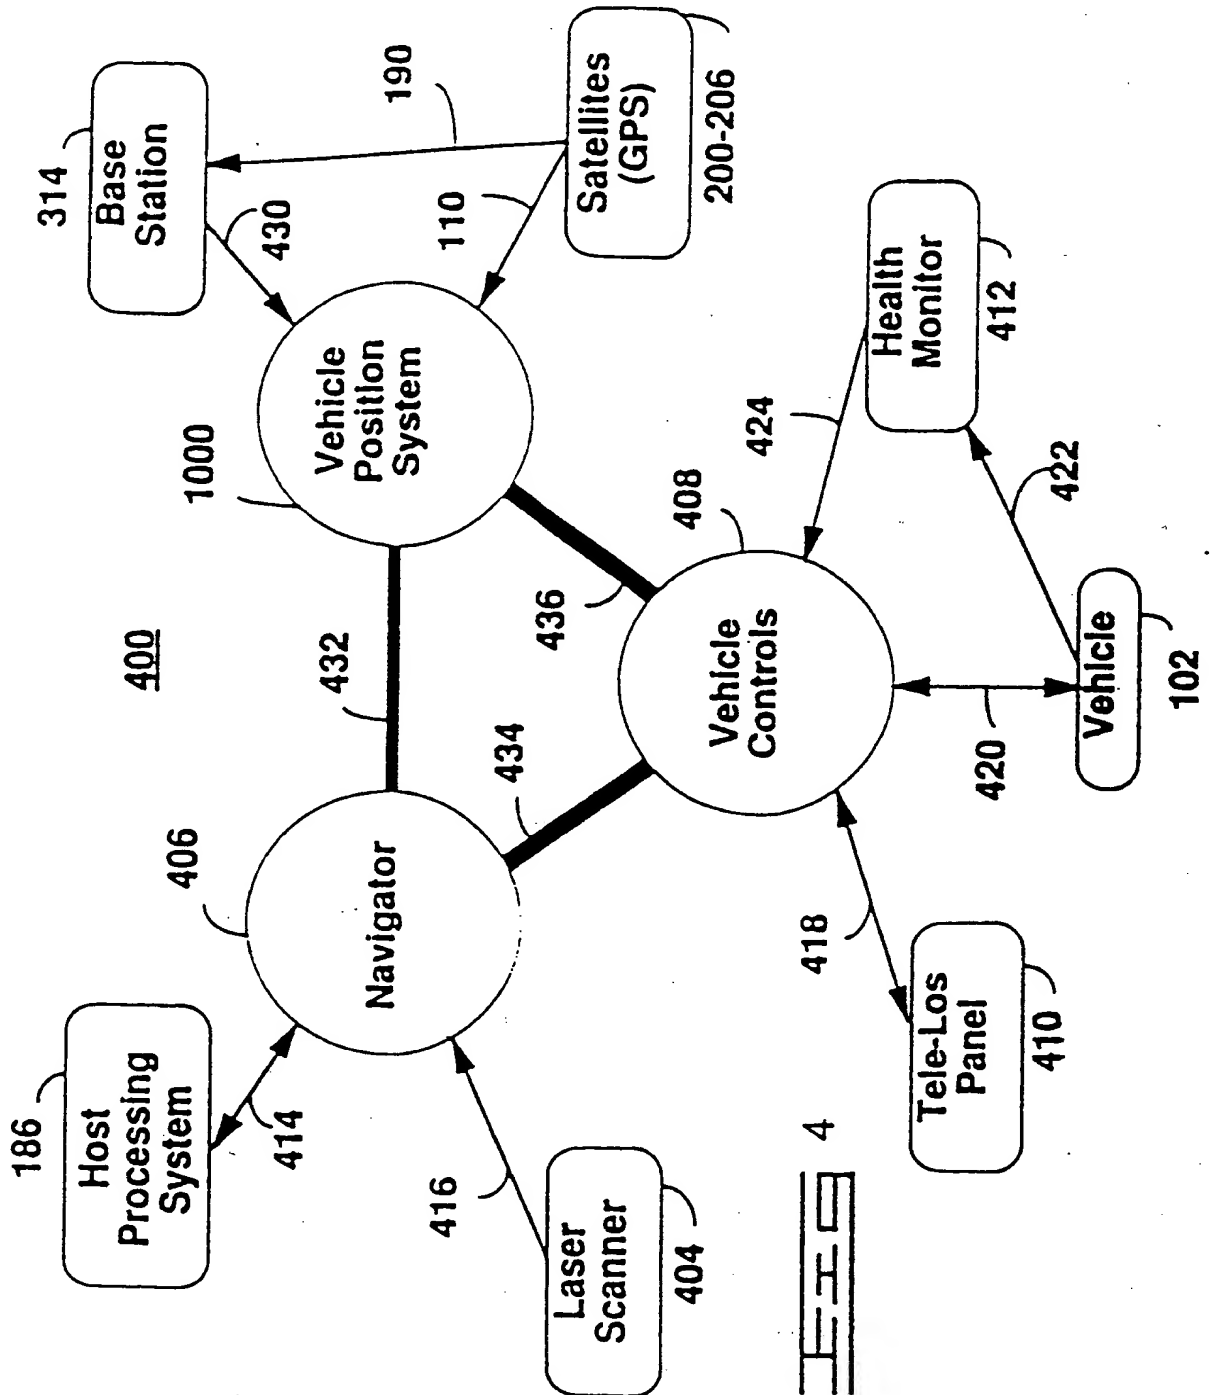 400
186
Host
Processing
System
414
406
Navigator
432
1000
Vehicle
Position
System
314
Base
Station
430
190
110
Satellites
(GPS)
200-206
416
Laser
Scanner
404
434
436
408
Vehicle
Controls
418
Tele-Los
Panel
410
420
Vehicle
102
422
424
Health
Monitor
412
4